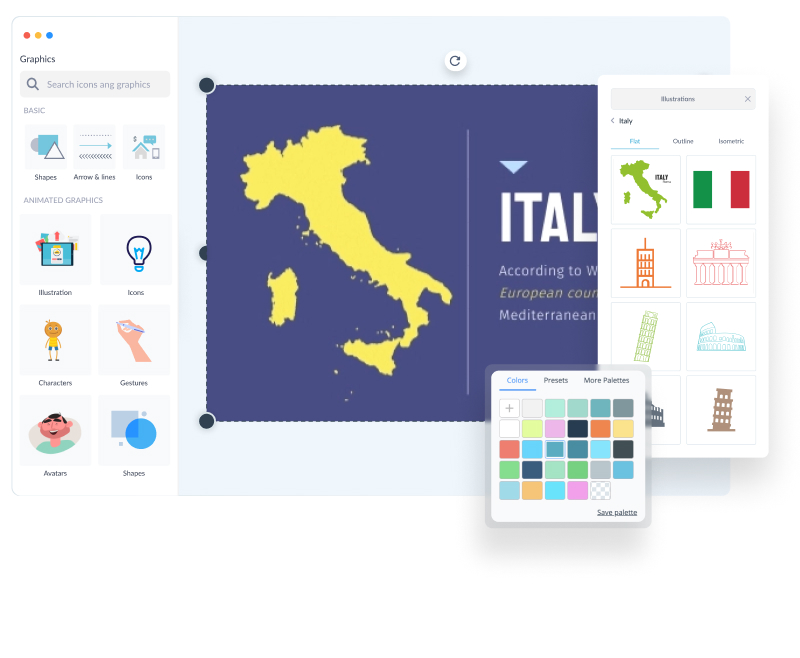 Graphics
Search icons ang graphics
BASIC
Shapes
Arrow & lines
Icons
ANIMATED GRAPHICS
Illustration
Icons
Characters
Gestures
Avatars
Shapes
ITAL
According to W
European coun
Mediterranean
Illustrations
Italy
Flat
Outline
Isometric
ITALY
Colors
Presets
More Palettes
Save palette